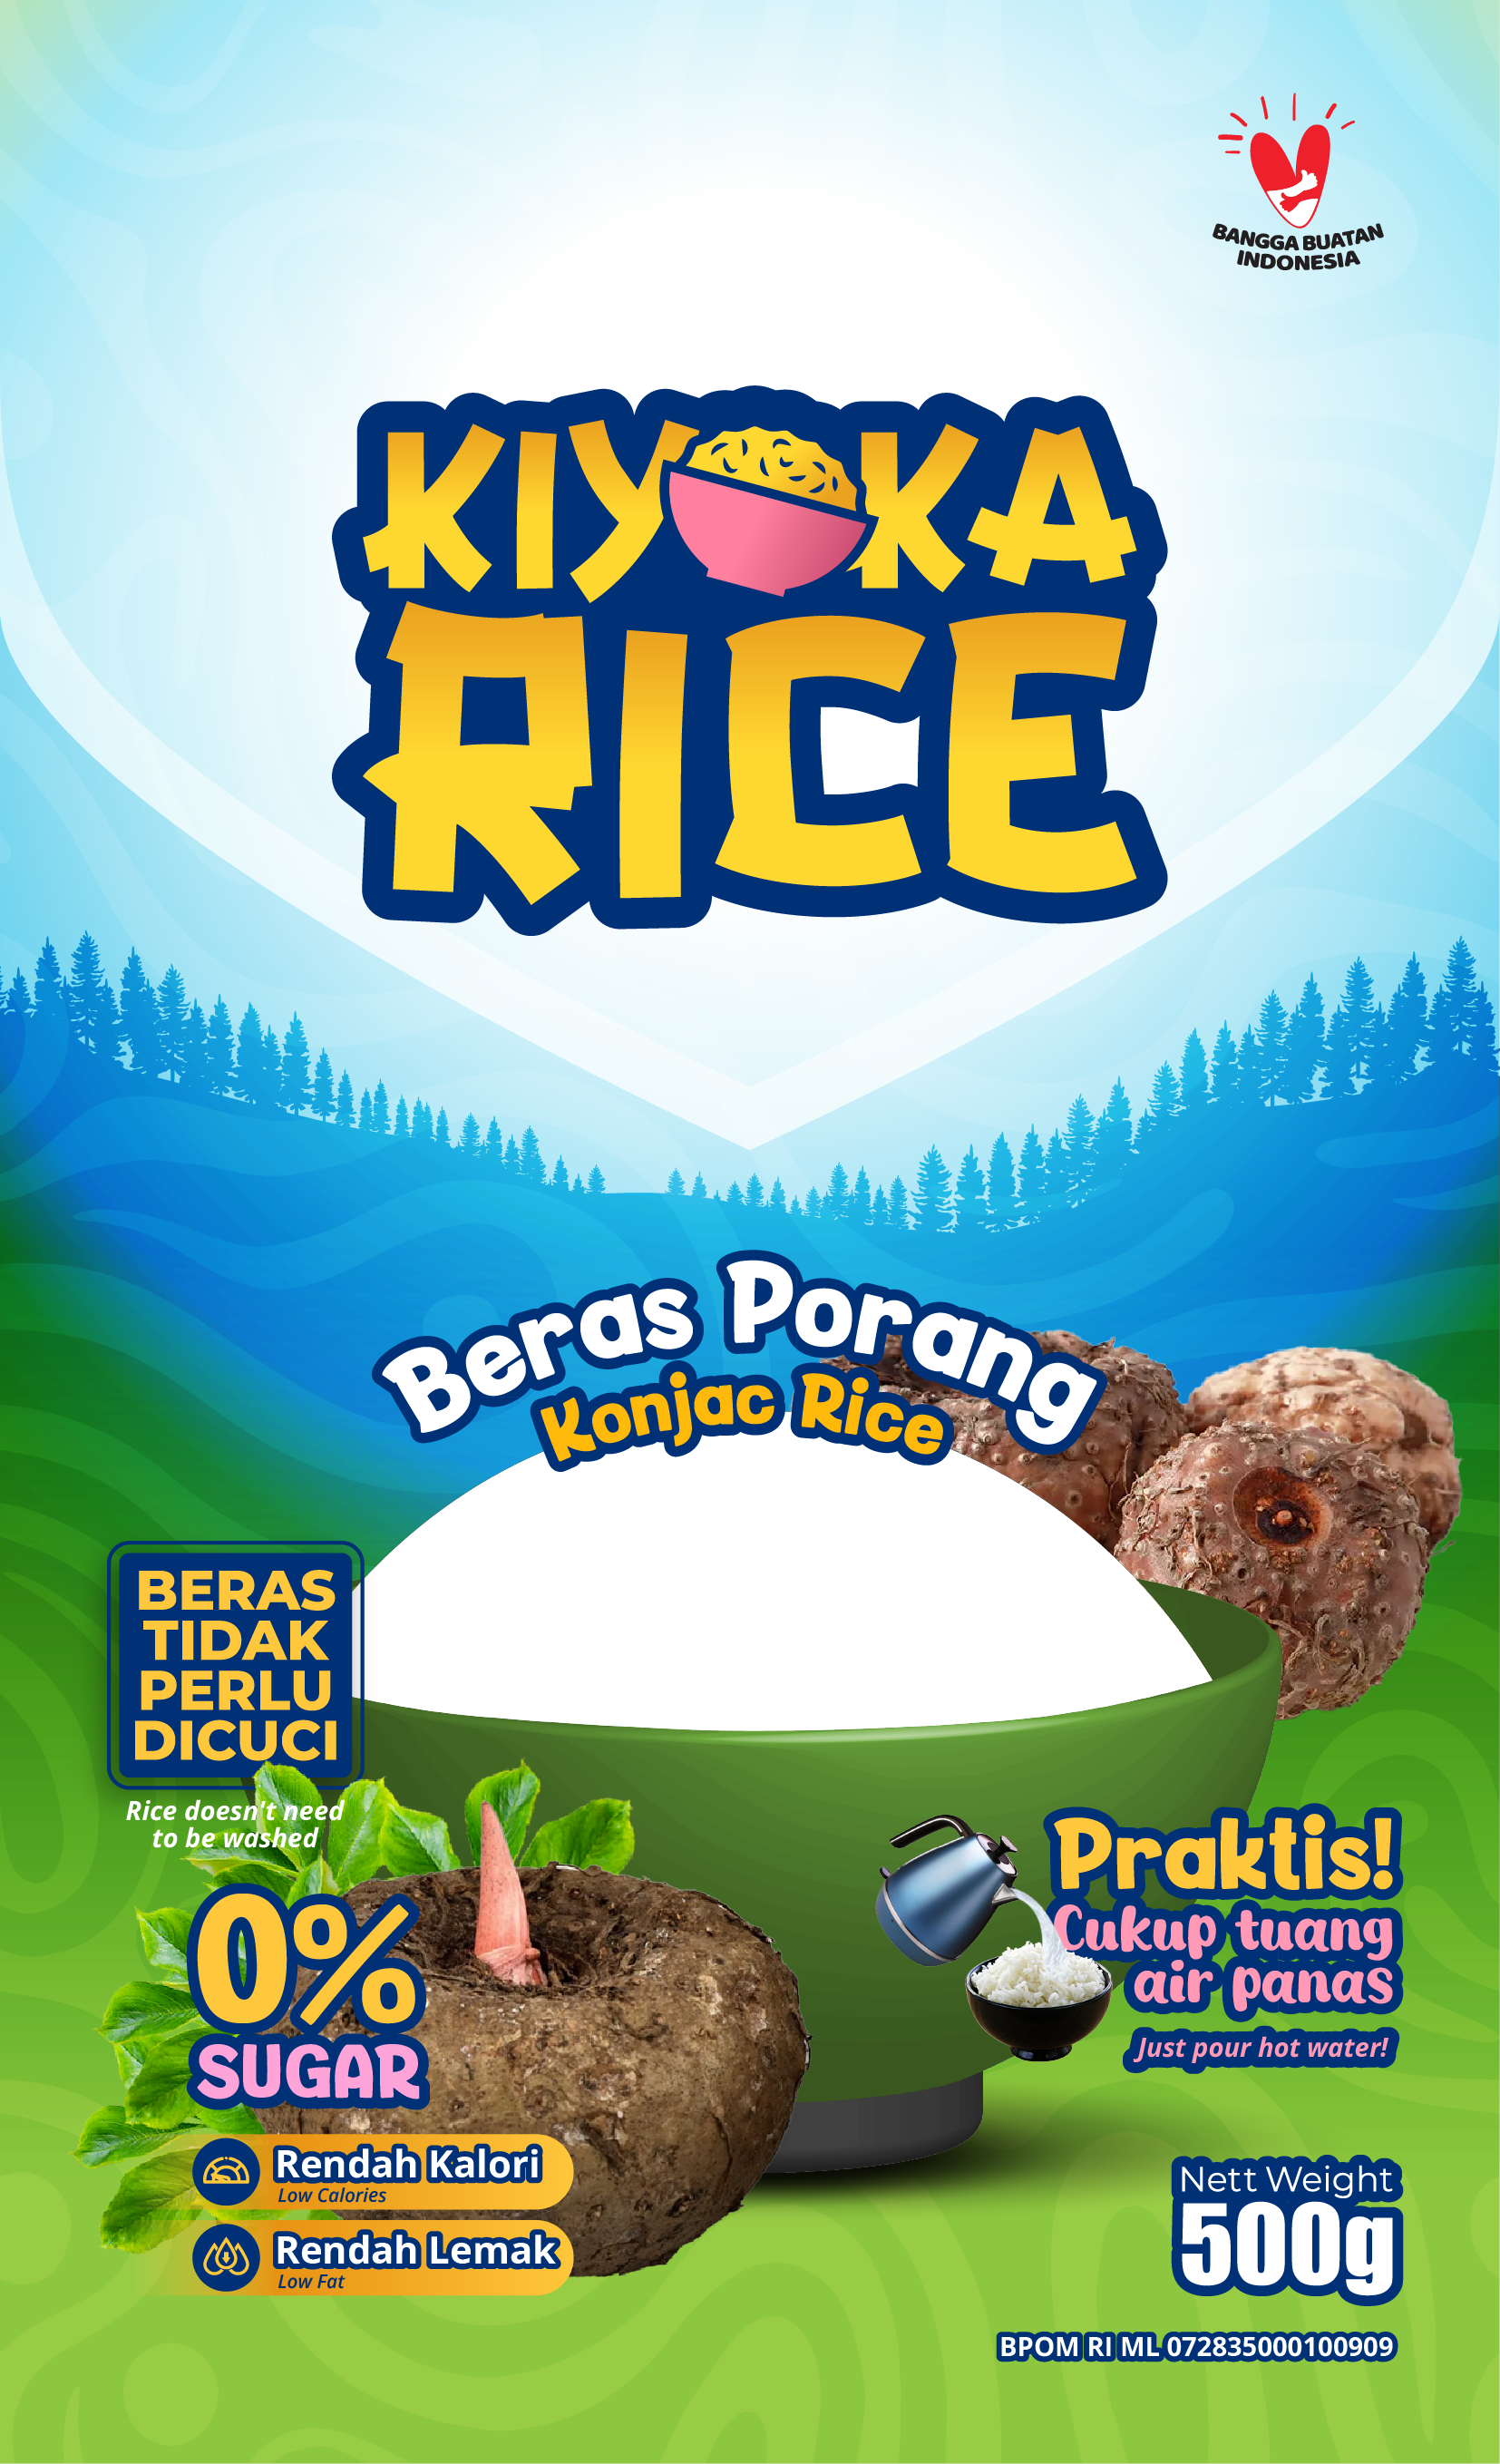 BANGGA BUATAN
INDONESIA
KIYOKA
RICE
Beras Porang
Konjac Rice
BERAS
TIDAK
PERLU
DICUCI
Rice doesn't need
to be washed
0%
SUGAR
Rendah Kalori
Low Calories
Rendah Lemak
Low Fat
Praktis!
Cukup tuang
air panas
Just pour hot water!
Nett Weight
500g
BPOM RI ML 072835000100909